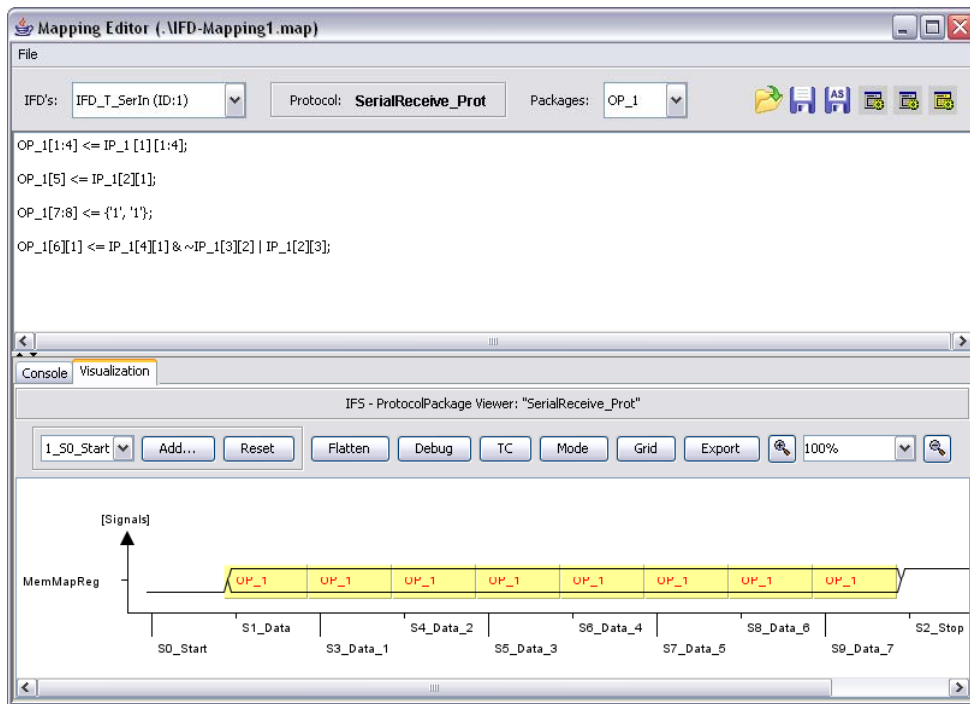 Mapping Editor (.\IFD-Mapping1.map)
File
IFD's: IFD_T_SerIn (ID:1) Protocol: SerialReceive_Prot Packages: OP_1 AS
OP_1[1:4] <= IP_1 [1] [1:4];
OP_1[5] <= IP_1[2][1];
OP_1[7:8] <= {'1', '1'};
OP_1[6][1] <= IP_1[4][1] & ~IP_1[3][2] | IP_1[2][3];
Console Visualization
IFS - ProtocolPackage Viewer: "SerialReceive_Prot"
1_S0_Start Add... Reset Flatten Debug TC Mode Grid Export 100%
[Signals]
MemMapReg OP_1 OP_1 OP_1 OP_1 OP_1 OP_1 OP_1 OP_1
S1_Data S4_Data_2 S6_Data_4 S8_Data_6 S2_Stop
S0_Start S3_Data_1 S5_Data_3 S7_Data_5 S9_Data_7